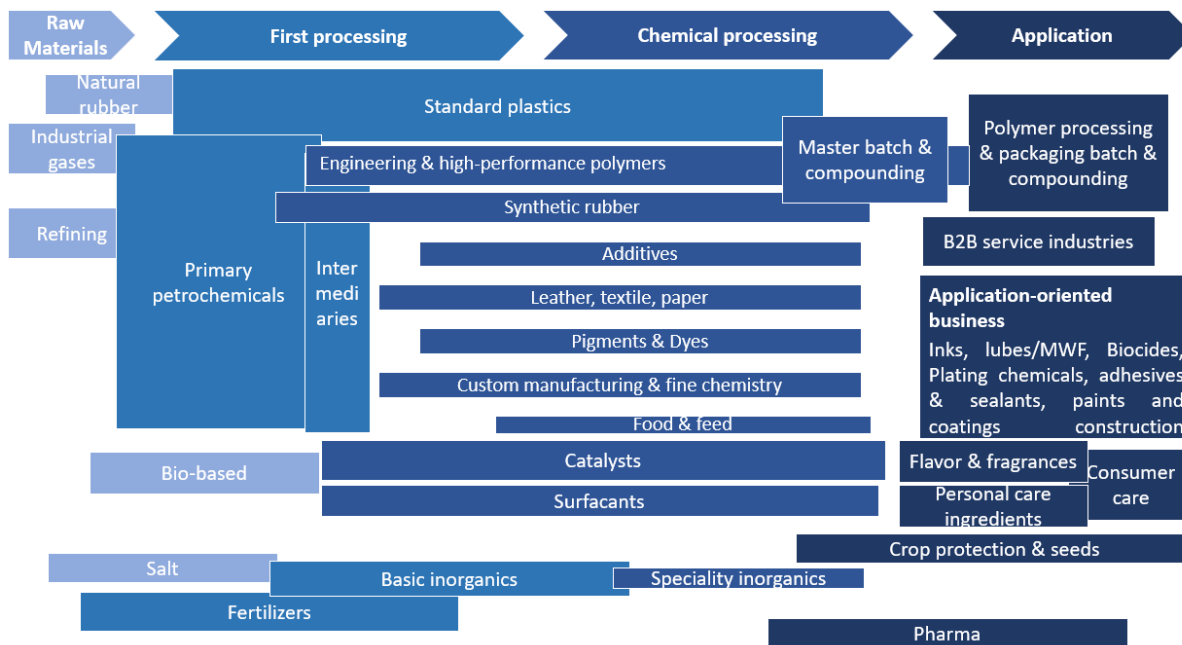 Raw
Materials
First processing
Chemical processing
Application
Natural
rubber
Standard plastics
Industrial
gases
Engineering & high-performance polymers
Master batch &
compounding
Polymer processing
& packaging batch &
compounding
Synthetic rubber
Refining
B2B service industries
Primary
petrochemicals
Inter
medi
aries
Additives
Leather, textile, paper
Pigments & Dyes
Custom manufacturing & fine chemistry
Food & feed
Application-oriented
business
Inks, lubes/MWF, Biocides,
Plating chemicals, adhesives
& sealants, paints and
coatings construction
Bio-based
Catalysts
Flavor & fragrances
Consumer
care
Surfacants
Personal care
ingredients
Crop protection & seeds
Salt
Basic inorganics
Speciality inorganics
Fertilizers
Pharma